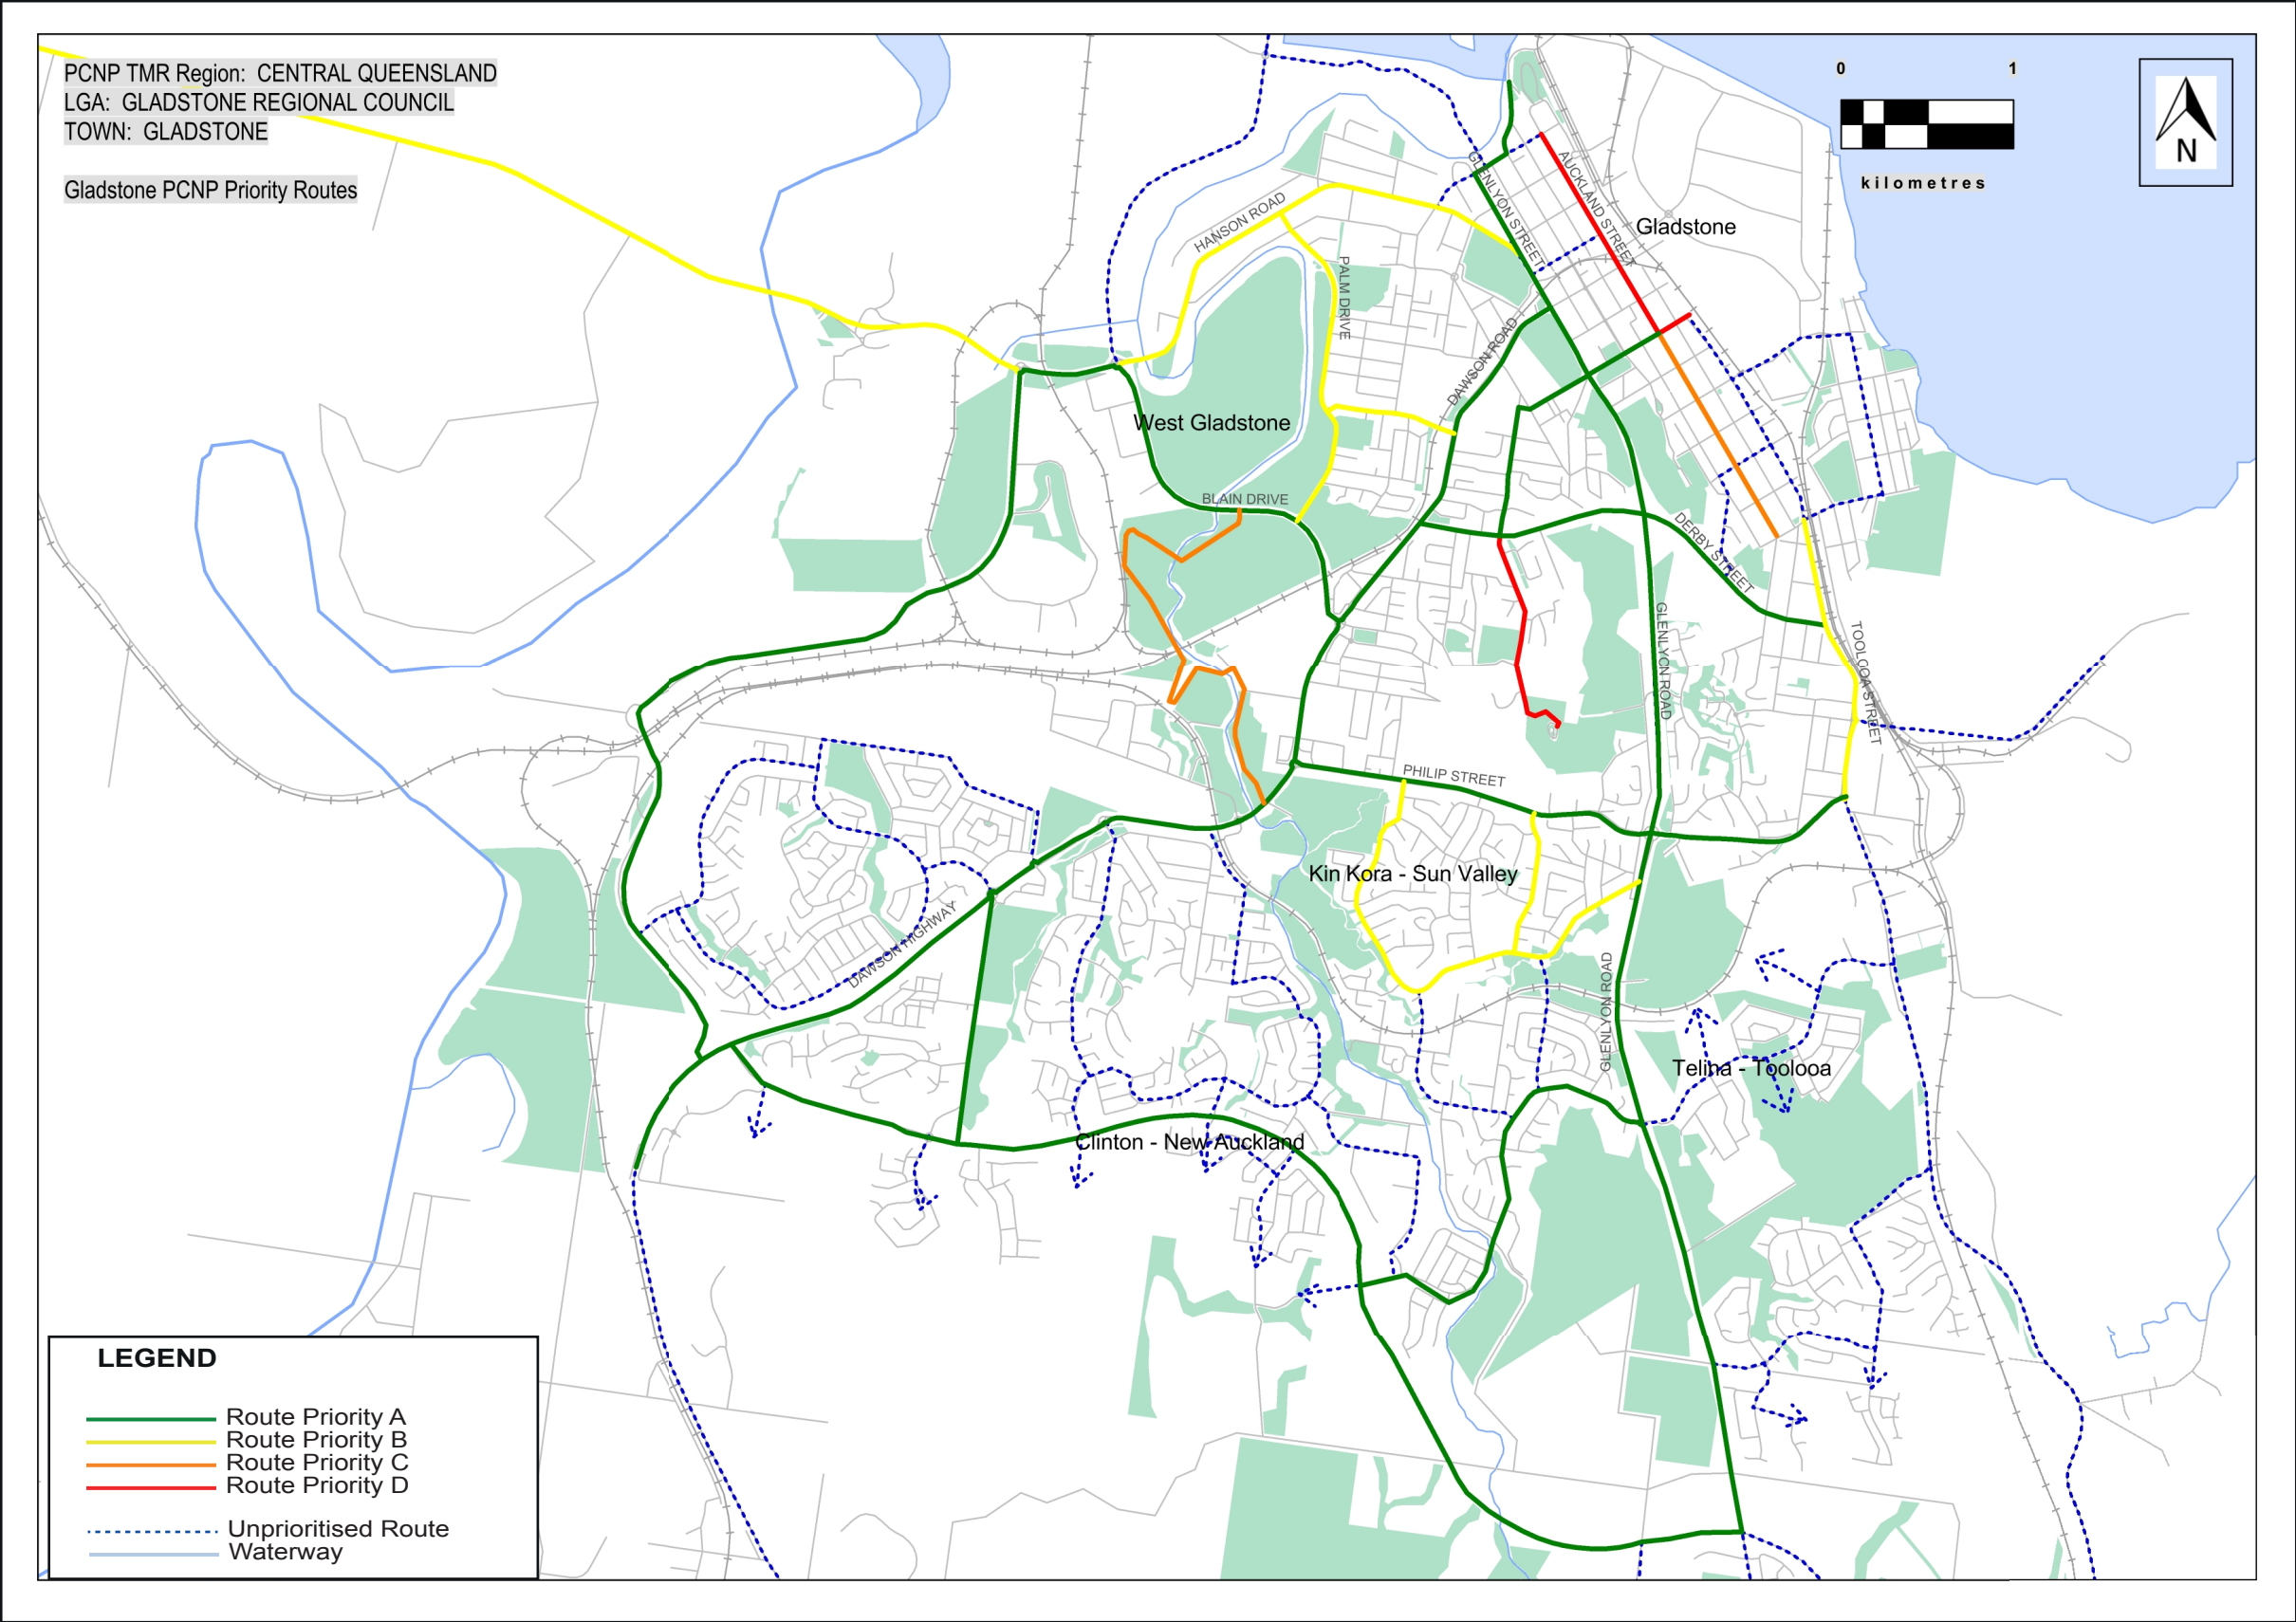 PCNP TMR Region: CENTRAL QUEENSLAND
LGA: GLADSTONE REGIONAL COUNCIL
TOWN: GLADSTONE
Gladstone PCNP Priority Routes
0 1
kilometres
N
HANSON ROAD
GLENLYON STREET
AUCKLAND STREET
Gladstone
PALM DRIVE
DAWSON ROAD
West Gladstone
BLAIN DRIVE
DERBY STREET
GLENLYON ROAD
TOOLOOA STREET
PHILIP STREET
Kin Kora - Sun Valley
DAWSON HIGHWAY
GLENLYON ROAD
Telina - Toolooa
Clinton - New Auckland
LEGEND
Route Priority A
Route Priority B
Route Priority C
Route Priority D
Unprioritised Route
Waterway